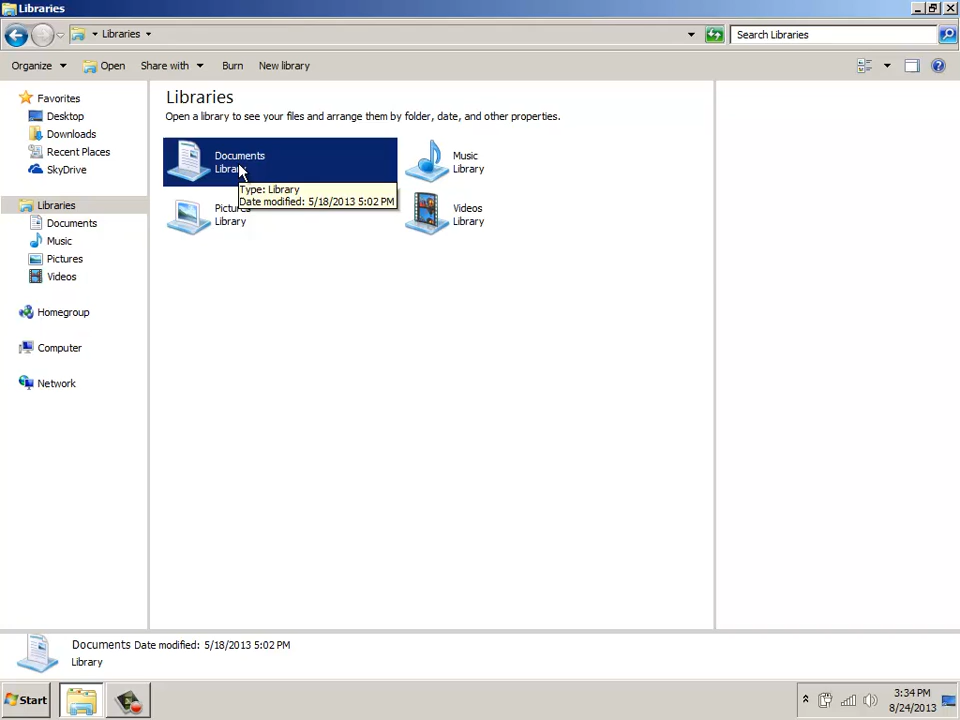 Libraries
Libraries
Search Libraries
Organize Open Share with Burn New library
Favorites
Desktop
Downloads
Recent Places
SkyDrive
Libraries
Documents
Music
Pictures
Videos
Homegroup
Computer
Network
Libraries
Open a library to see your files and arrange them by folder, date, and other properties.
Documents
Library
Music
Library
Type: Library
Date modified: 5/18/2013 5:02 PM
Pictures
Library
Videos
Library
Documents Date modified: 5/18/2013 5:02 PM
Library
Start
3:34 PM
8/24/2013